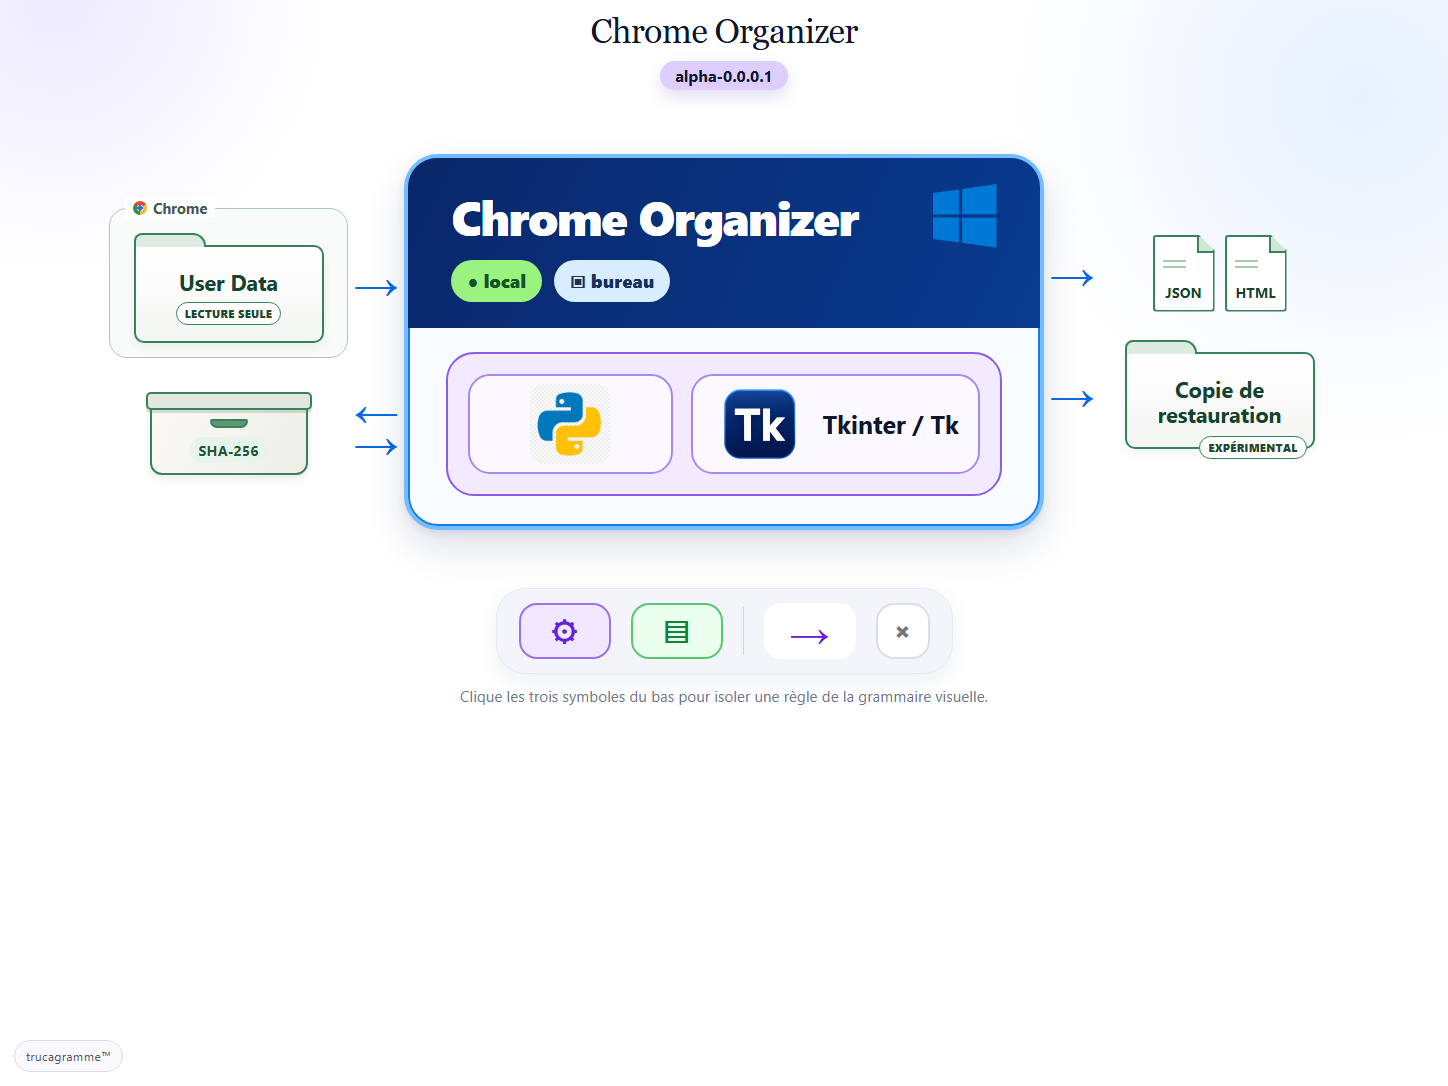 Chrome Organizer
alpha-0.0.0.1
Chrome
User Data
LECTURE SEULE
SHA-256
Chrome Organizer
local
bureau
Tk
Tkinter / Tk
JSON
HTML
Copie de
restauration
EXPÉRIMENTAL
Clique les trois symboles du bas pour isoler une règle de la grammaire visuelle.
trucagramme™